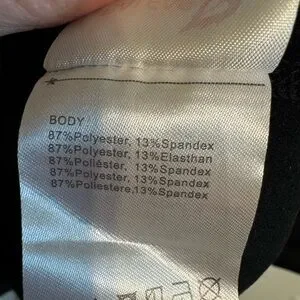 BODY
87%Polyester, 13%Spandex
87%Polyester, 13%Elasthan
87%Polièster, 13%Spandex
87%Polyester, 13%Spandex
87%Poliestere,13%Spandex